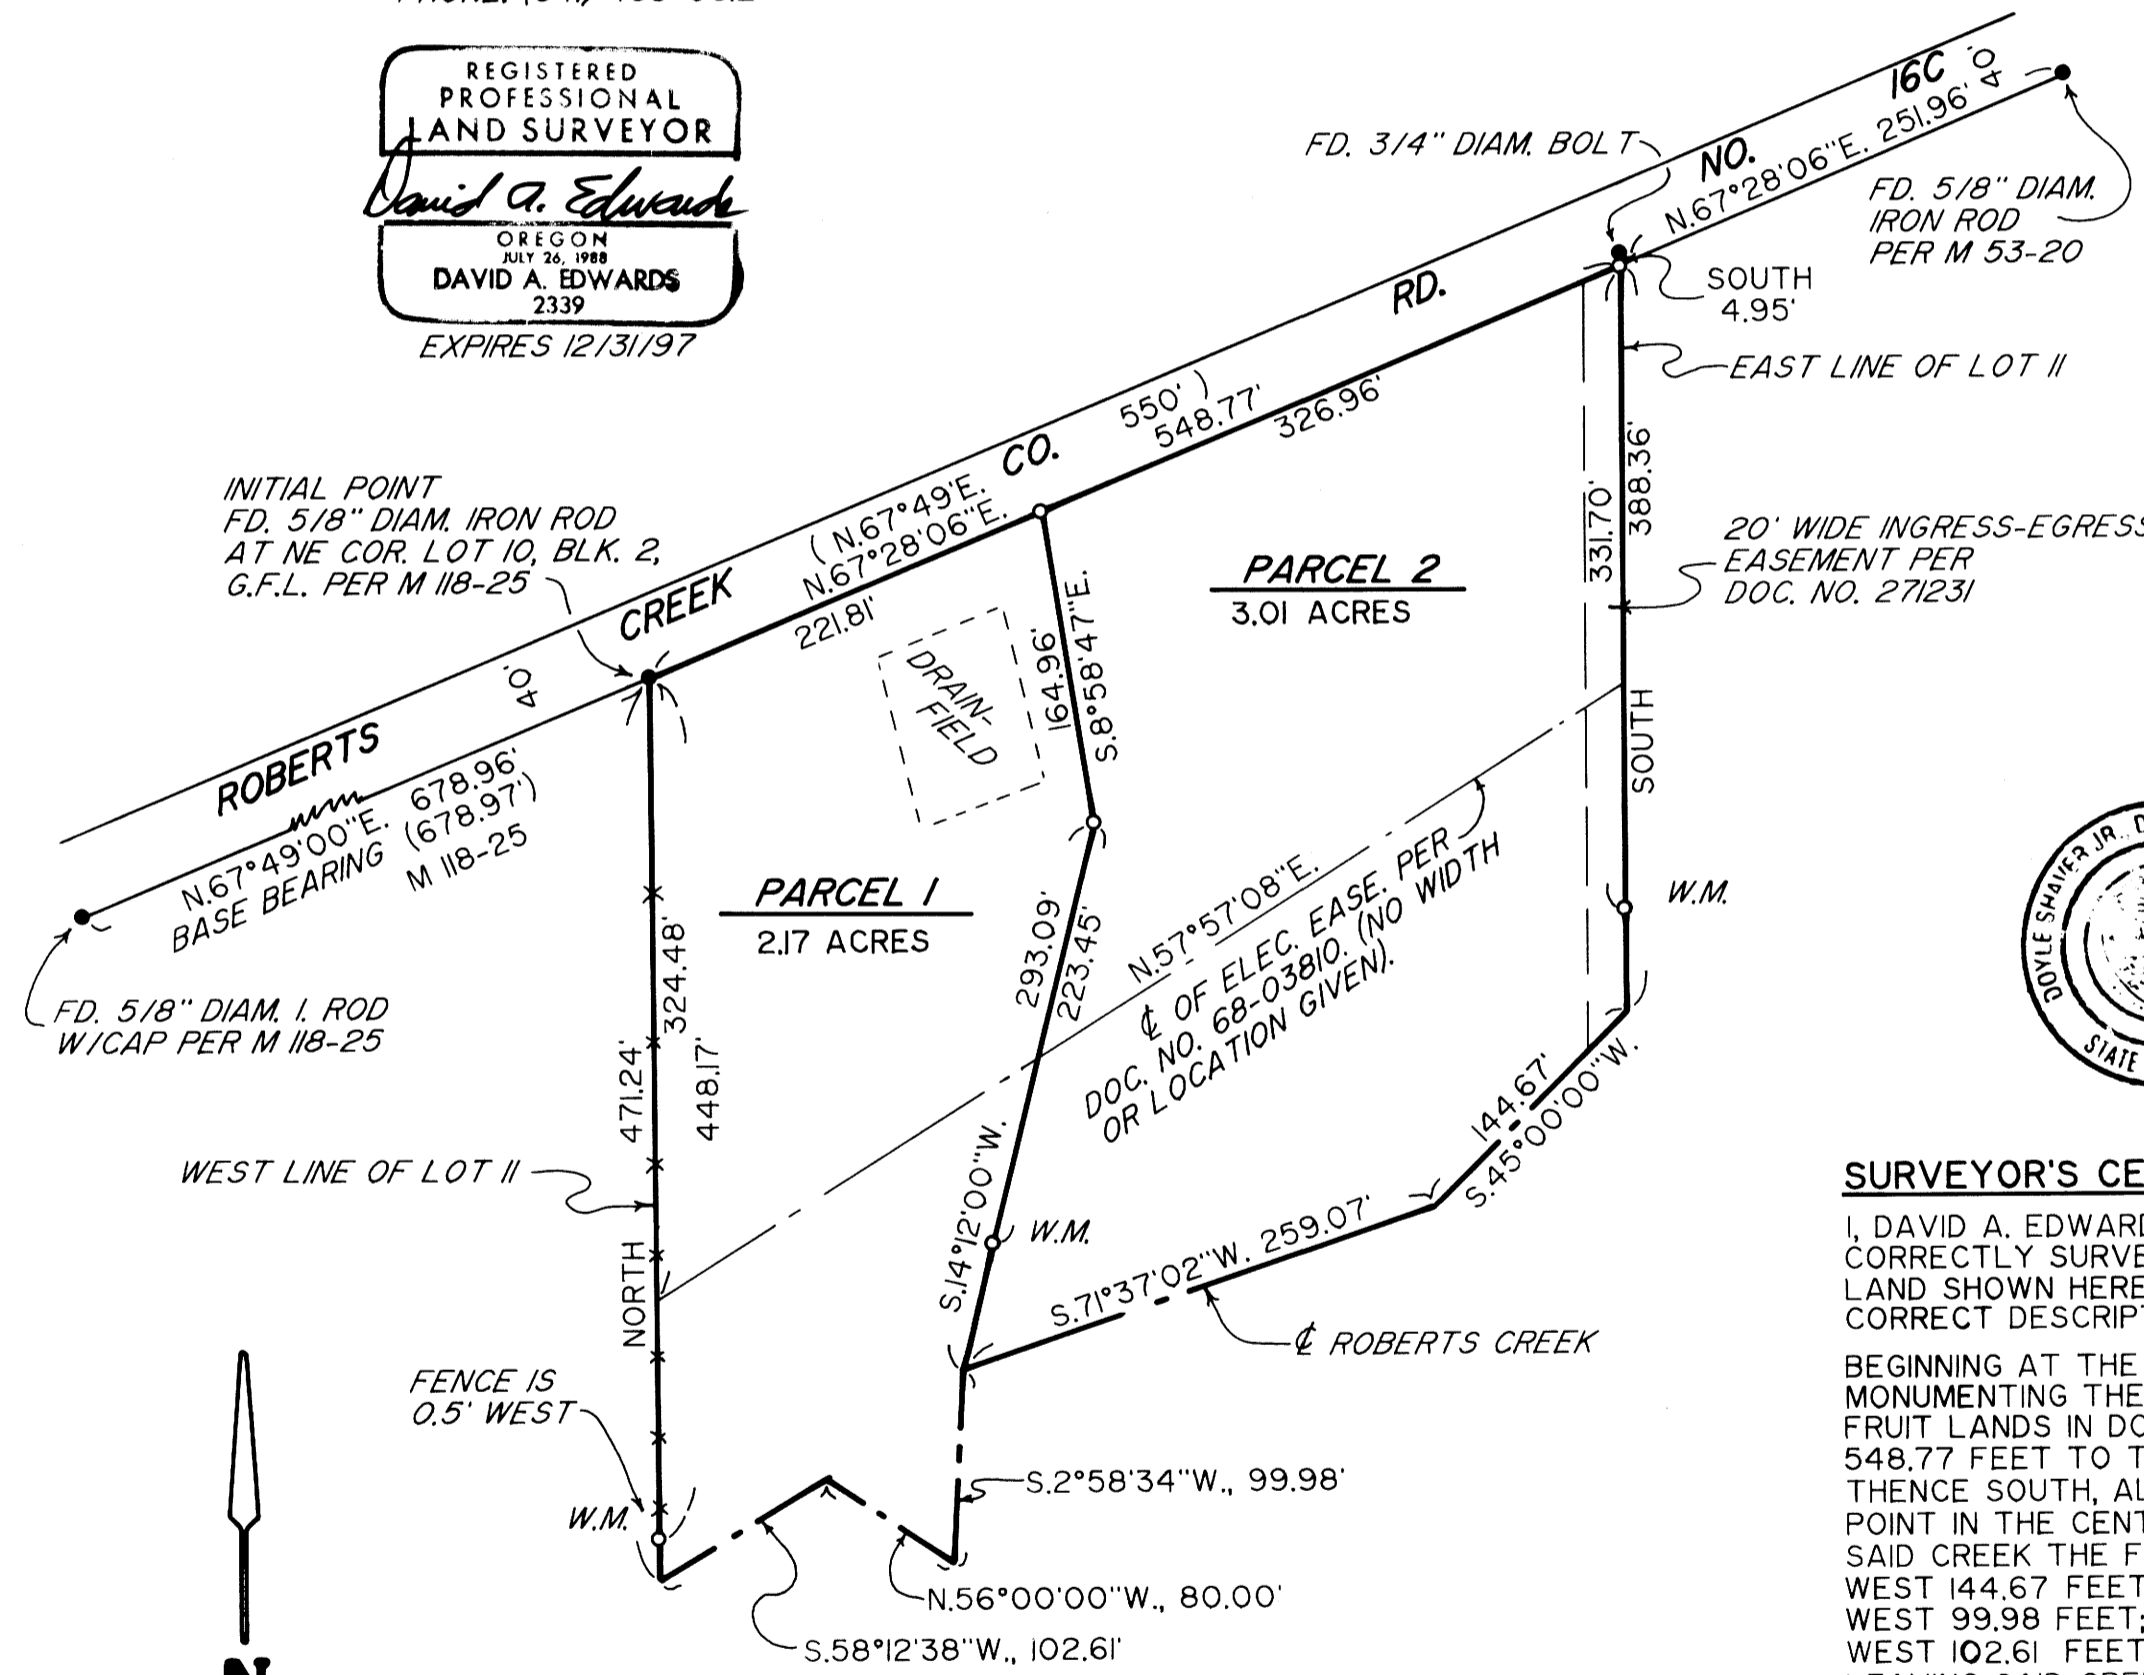 REGISTERED
PROFESSIONAL
LAND SURVEYOR
David A. Edwards
OREGON
JULY 26, 1988
DAVID A. EDWARDS
2339
EXPIRES 12/31/97
ROBERTS CREEK CO. RD. NO. 16C
40'
40'
FD. 3/4" DIAM. BOLT
N.67°28'06"E. 251.96'
FD. 5/8" DIAM.
IRON ROD
PER M 53-20
SOUTH
4.95'
EAST LINE OF LOT 11
(N.67°49'E. 550')
N.67°28'06"E. 548.77'
221.81'
326.96'
INITIAL POINT
FD. 5/8" DIAM. IRON ROD
AT NE COR. LOT 10, BLK. 2,
G.F.L. PER M 118-25
N.67°49'00"E. 678.96'
BASE BEARING (678.97')
M 118-25
FD. 5/8" DIAM. I. ROD
W/CAP PER M 118-25
DRAIN-
FIELD
164.96'
S.8°58'47"E.
PARCEL 2
3.01 ACRES
331.70'
388.36'
SOUTH
20' WIDE INGRESS-EGRESS
EASEMENT PER
DOC. NO. 271231
PARCEL 1
2.17 ACRES
293.09'
223.45'
S.14°12'00"W.
N.57°57'08"E.
℄ OF ELEC. EASE. PER
DOC. NO. 68-03810. (NO WIDTH
OR LOCATION GIVEN).
W.M.
324.48'
471.24'
448.17'
NORTH
WEST LINE OF LOT 11
W.M.
144.67'
S.45°00'00"W.
S.71°37'02"W. 259.07'
℄ ROBERTS CREEK
FENCE IS
0.5' WEST
W.M.
S.2°58'34"W., 99.98'
N.56°00'00"W., 80.00'
S.58°12'38"W., 102.61'
N
DOYLE SHAVER JR.
STATE
SURVEYOR'S CE
I, DAVID A. EDWARD
CORRECTLY SURVE
LAND SHOWN HERE
CORRECT DESCRIP
BEGINNING AT THE
MONUMENTING THE
FRUIT LANDS IN DO
548.77 FEET TO T
THENCE SOUTH, AL
POINT IN THE CENT
SAID CREEK THE F
WEST 144.67 FEET
WEST 99.98 FEET;
WEST 102.61 FEET